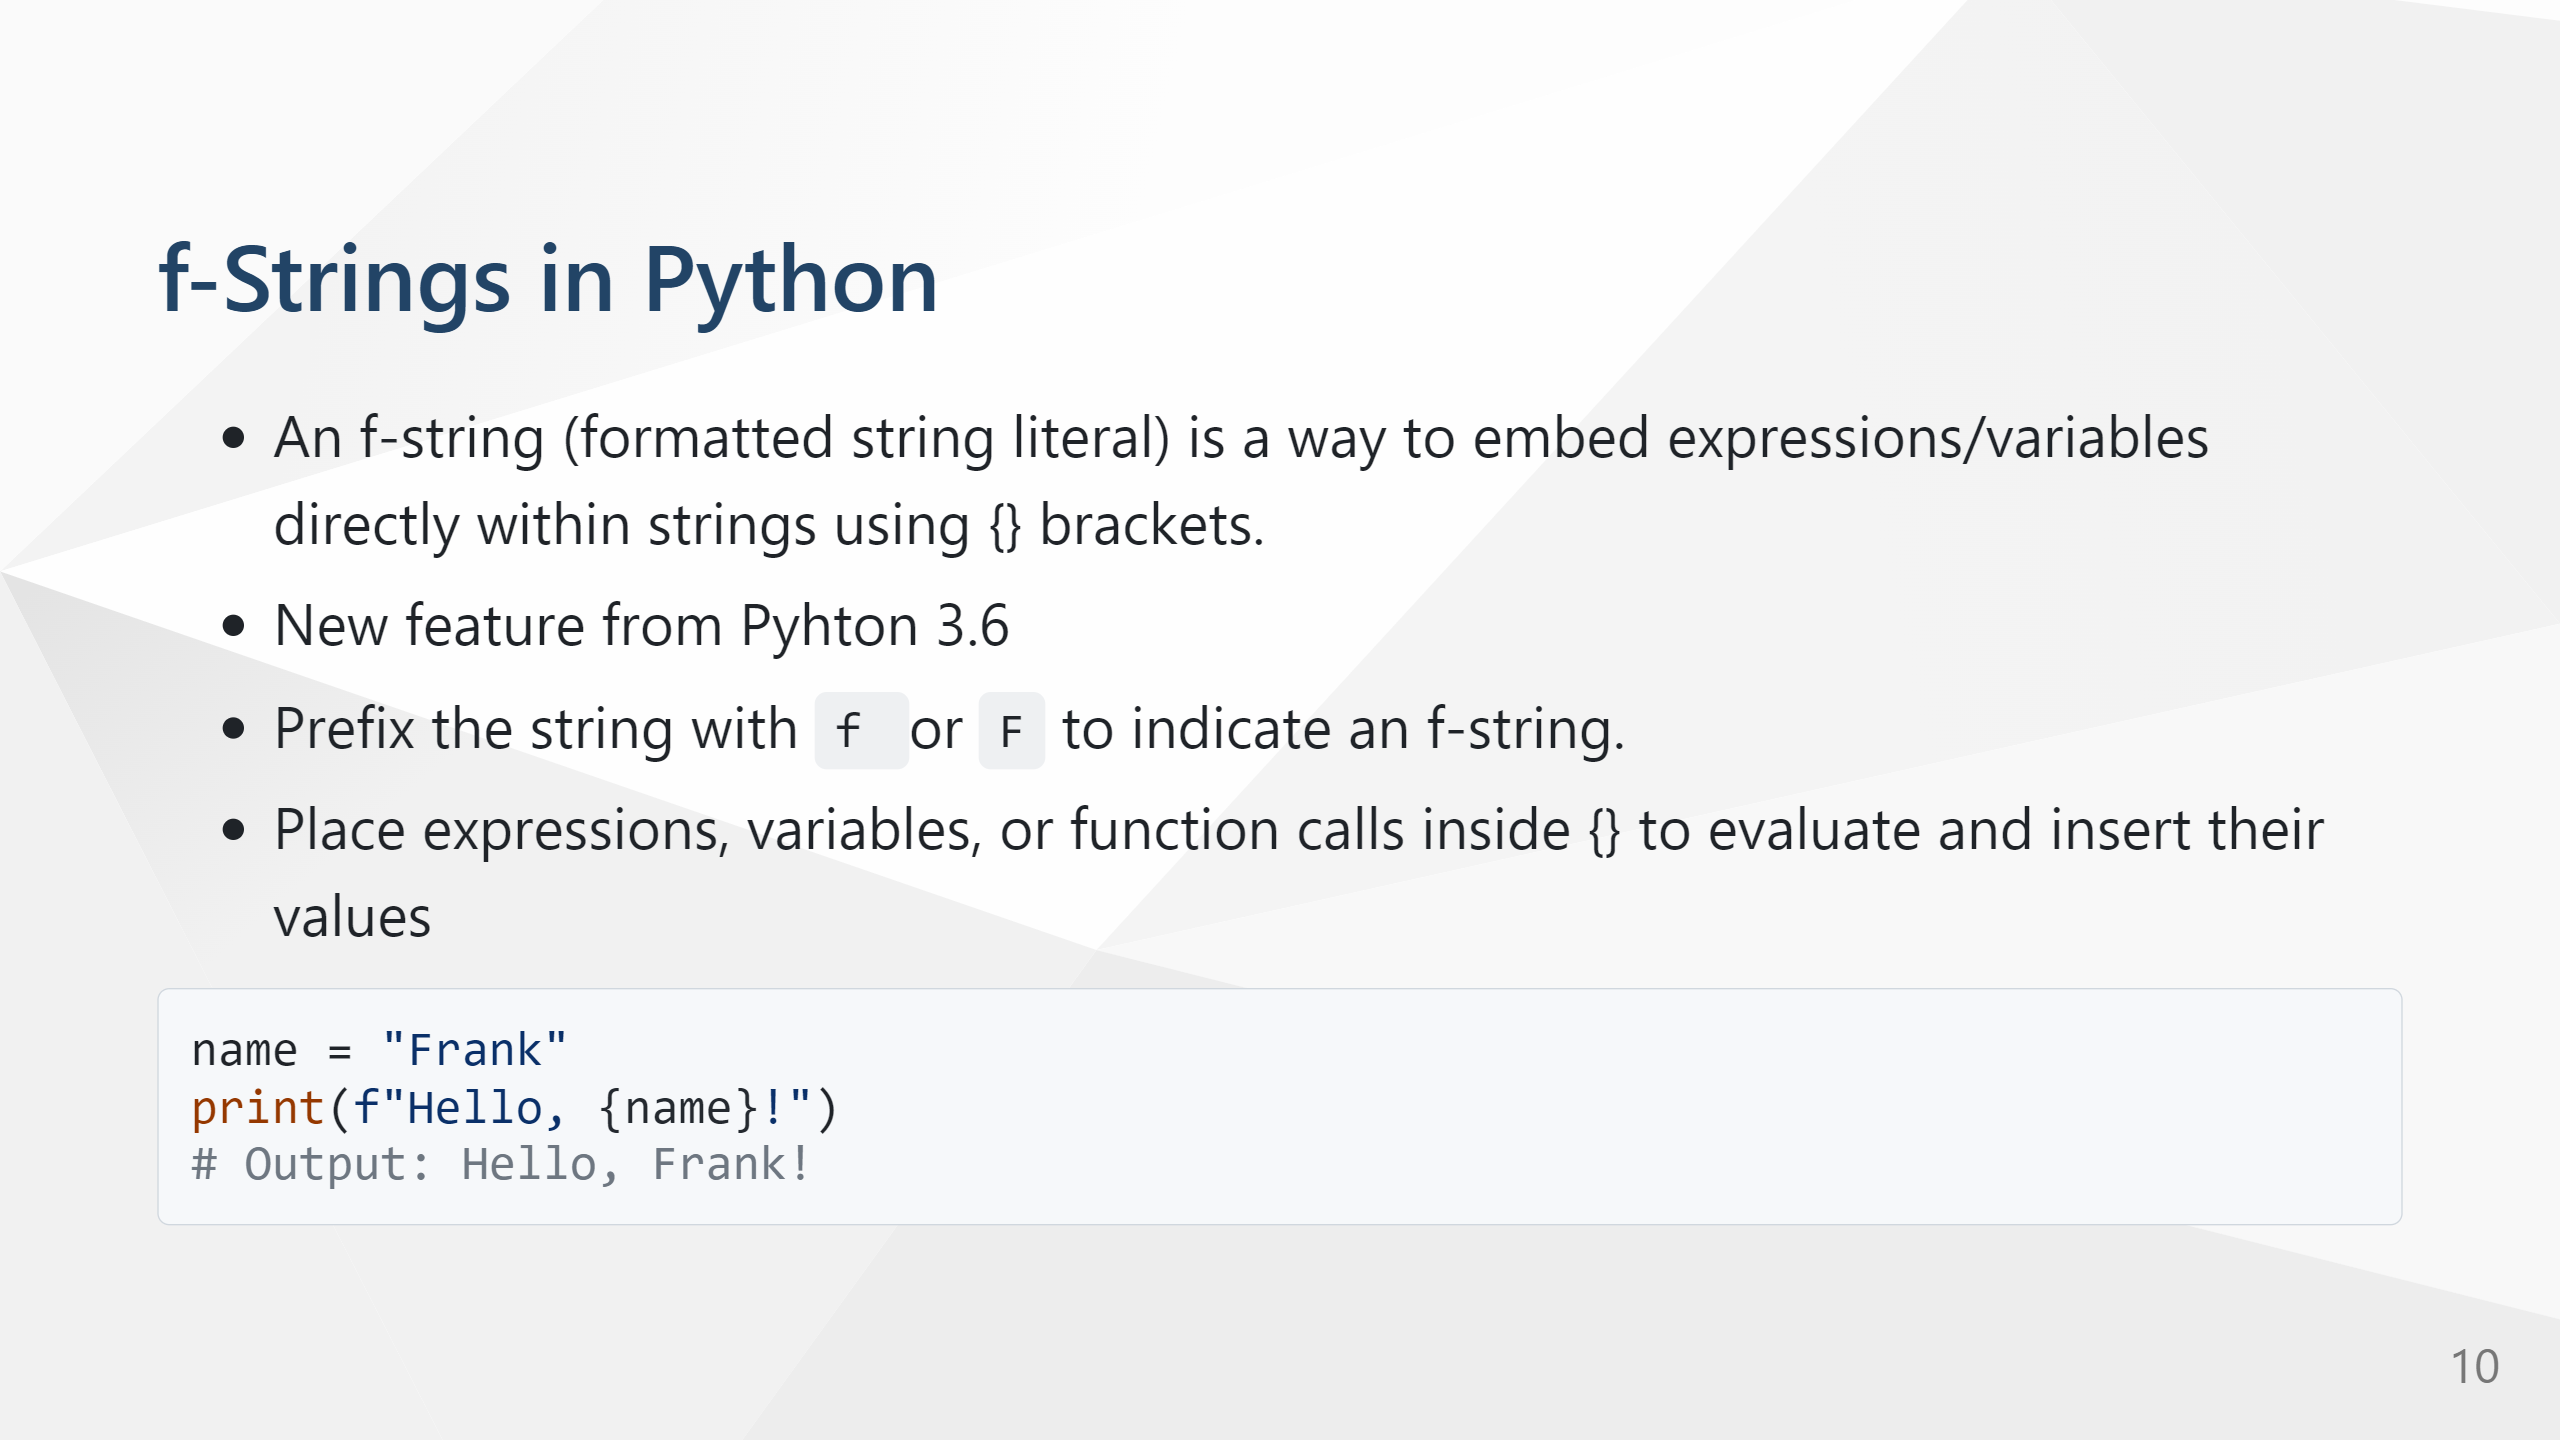 f-Strings in Python
• An f-string (formatted string literal) is a way to embed expressions/variables
directly within strings using {} brackets.
• New feature from Pyhton 3.6
• Prefix the string with f or F to indicate an f-string.
• Place expressions, variables, or function calls inside {} to evaluate and insert their
values
name = "Frank"
print(f"Hello, {name}!")
# Output: Hello, Frank!
10